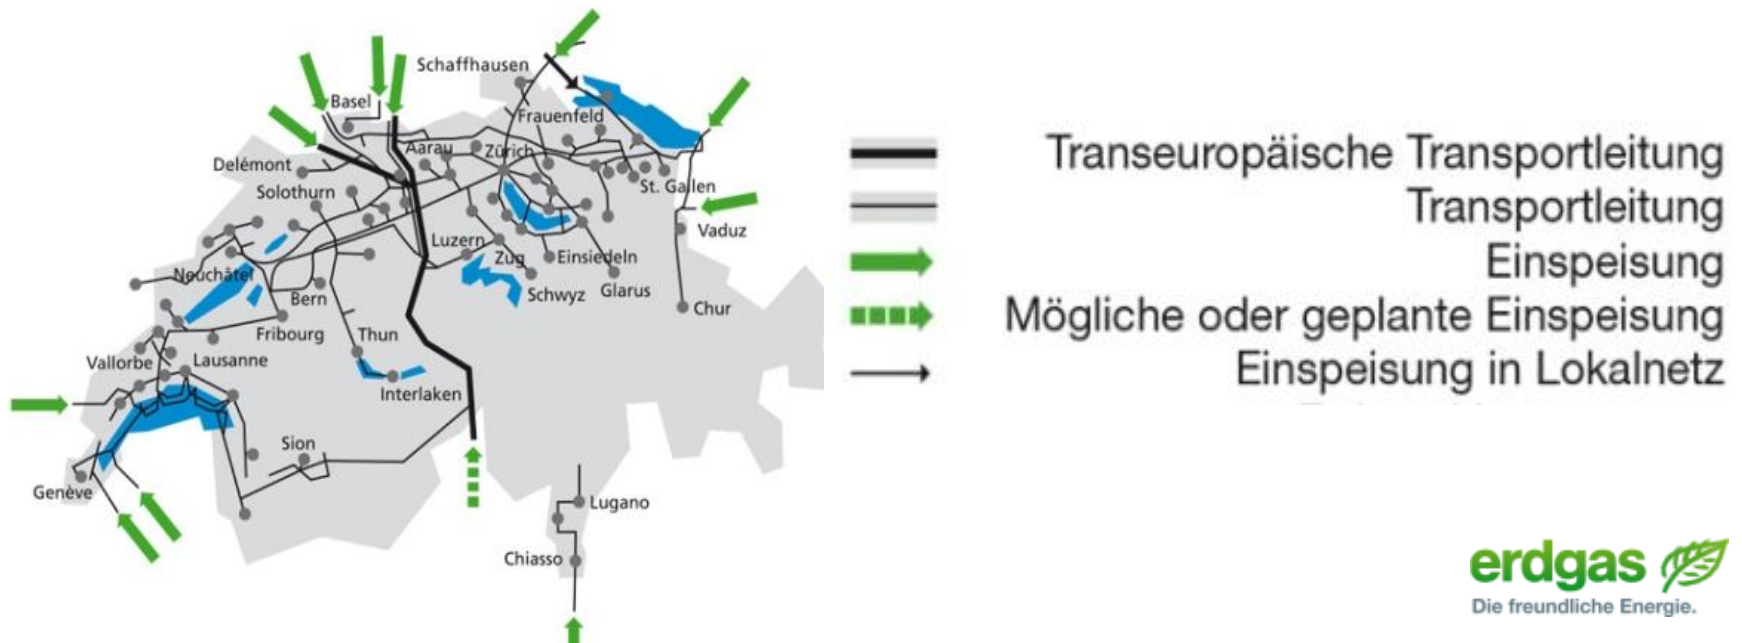 Schaffhausen
Basel
Frauenfeld
Aarau
Zürich
Delémont
Solothurn
St. Gallen
Vaduz
Luzern
Zug
Einsiedeln
Neuchâtel
Bern
Schwyz
Glarus
Chur
Fribourg
Thun
Vallorbe
Lausanne
Interlaken
Sion
Genève
Lugano
Chiasso
Transeuropäische Transportleitung
Transportleitung
Einspeisung
Mögliche oder geplante Einspeisung
Einspeisung in Lokalnetz
erdgas
Die freundliche Energie.